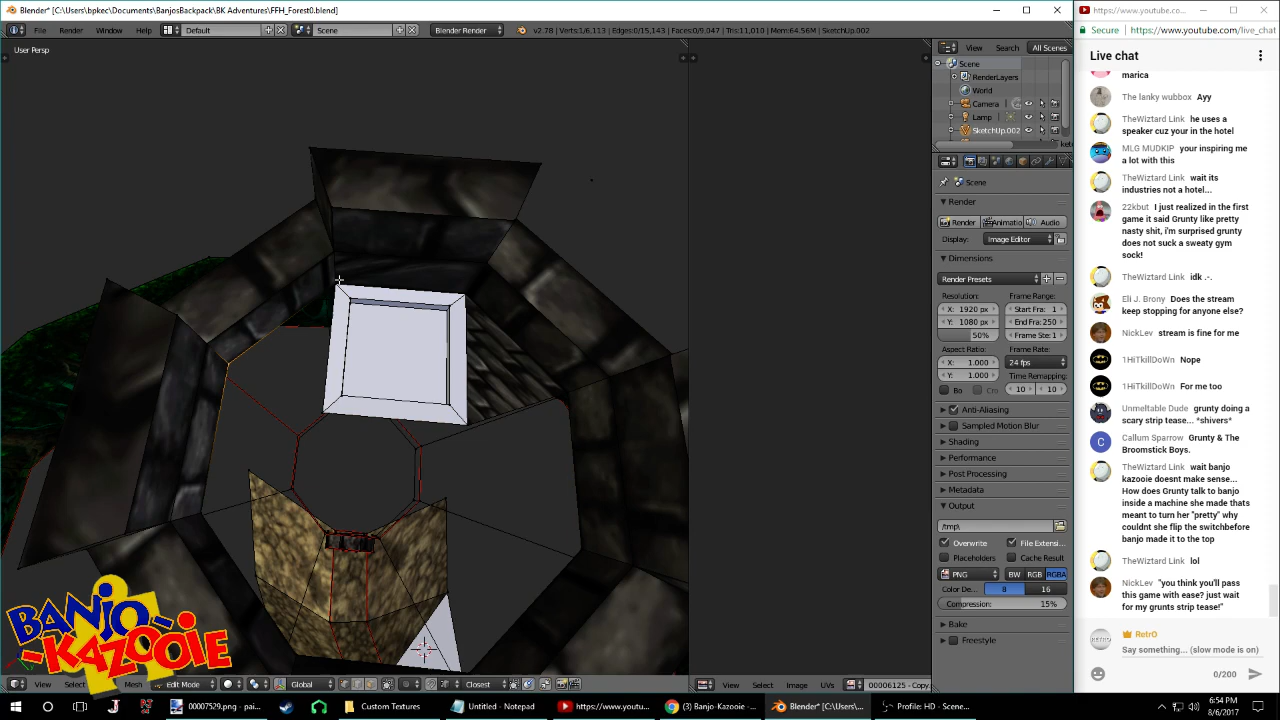 Blender* [C:\Users\bpkec\Documents\BanjosBackpack\BK Adventures\FFH_Forest0.blend]
File Render Window Help Default Scene Blender Render v2.78 | Verts:1/6,113 | Edges:0/15,143 | Faces:0/9,047 | Tris:11,010 | Mem:64.56M | SketchUp.002
User Persp
View Search All Scenes
Scene
RenderLayers
World
Camera
Lamp
SketchUp.002
Scene
Render
Render Animatio Audio
Display: Image Editor
Dimensions
Render Presets
Resolution: Frame Range:
X: 1920 px Start Fra: 1
Y: 1080 px End Fra: 250
50% Frame Ste: 1
Aspect Ratio: Frame Rate:
X: 1.000 24 fps
Y: 1.000 Time Remapping:
Bo Cro 10 10
Anti-Aliasing
Sampled Motion Blur
Shading
Performance
Post Processing
Metadata
Output
/tmp\
Overwrite File Extensi...
Placeholders Cache Result
PNG BW RGB RGBA
Color De... 8 16
Compression: 15%
Bake
Freestyle
BANJO
KAZOOIE
View Select Mesh Edit Mode Global Closest
View Select Image UVs 00006125 - Copy...
https://www.youtube.co...
Secure https://www.youtube.com/live_chat
Live chat
marica
The lanky wubbox Ayy
TheWiztard Link he uses a
speaker cuz your in the hotel
MLG MUDKIP your inspiring me
a lot with this
TheWiztard Link wait its
industries not a hotel...
22kbut I just realized in the first
game it said Grunty like pretty
nasty shit, i'm surprised grunty
does not suck a sweaty gym
sock!
TheWiztard Link idk .-.
Eli J. Brony Does the stream
keep stopping for anyone else?
NickLev stream is fine for me
1HiTkillDoWn Nope
1HiTkillDoWn For me too
Unmeltable Dude grunty doing a
scary strip tease... *shivers*
Callum Sparrow Grunty & The
Broomstick Boys.
TheWiztard Link wait banjo
kazooie doesnt make sense...
How does Grunty talk to banjo
inside a machine she made thats
meant to turn her "pretty" why
couldnt she flip the switchbefore
banjo made it to the top
TheWiztard Link lol
NickLev "you think you'll pass
this game with ease? just wait
for my grunts strip tease!"
RetrO
Say something... (slow mode is on)
0/200
00007529.png - pai... Custom Textures Untitled - Notepad https://www.youtub... (3) Banjo-Kazooie - ... Blender* [C:\Users\... Profile: HD - Scene... 6:54 PM
8/6/2017